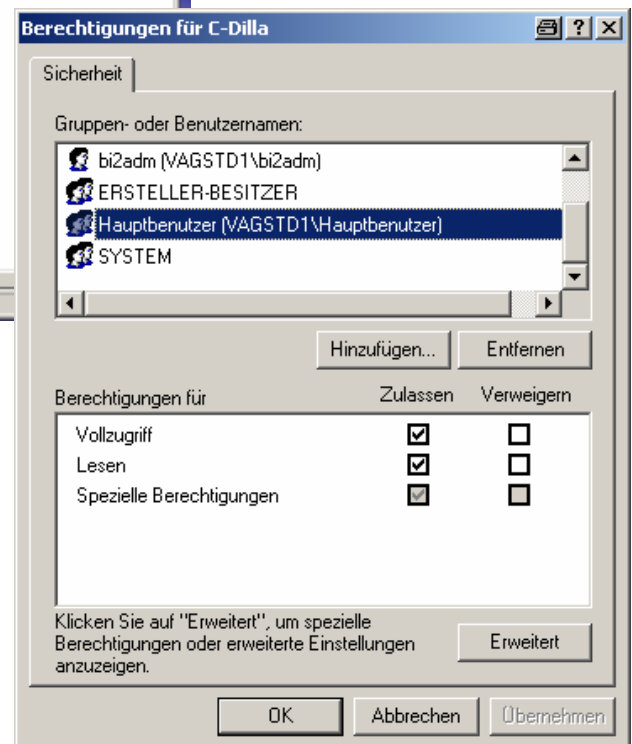 Berechtigungen für C-Dilla
Sicherheit
Gruppen- oder Benutzernamen:
bi2adm (VAGSTD1\bi2adm)
ERSTELLER-BESITZER
Hauptbenutzer (VAGSTD1\Hauptbenutzer)
SYSTEM
Hinzufügen... Entfernen
Berechtigungen für Zulassen Verweigern
Vollzugriff
Lesen
Spezielle Berechtigungen
Klicken Sie auf "Erweitert", um spezielle
Berechtigungen oder erweiterte Einstellungen
anzuzeigen.
Erweitert
OK Abbrechen Übernehmen